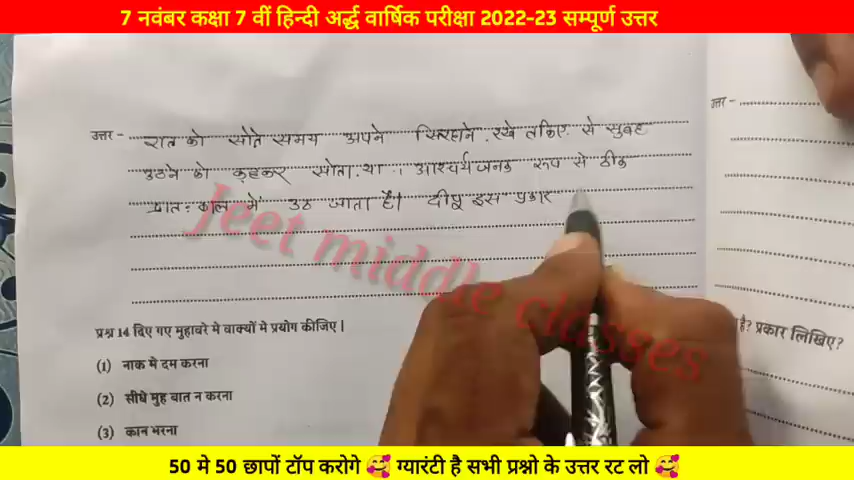 7 नवंबर कक्षा 7 वीं हिन्दी अर्द्ध वार्षिक परीक्षा 2022-23 सम्पूर्ण उत्तर
उत्तर - रात को सोते समय अपने सिरहाने रखे तकिए से सुबह
उठने को कहकर सोता था । आश्चर्यजनक रूप से ठीक
प्रातः काल में उठ जाता है। दीपू इस प्रकार
Jeet middle classes
प्रश्न 14 दिए गए मुहावरे मे वाक्यों मे प्रयोग कीजिए |
(1) नाक मे दम करना
(2) सीधे मुह बात न करना
(3) कान भरना
उत्तर -
है? प्रकार लिखिए?
50 मे 50 छापों टॉप करोगे 🥰 ग्यारंटी है सभी प्रश्नो के उत्तर रट लो 🥰